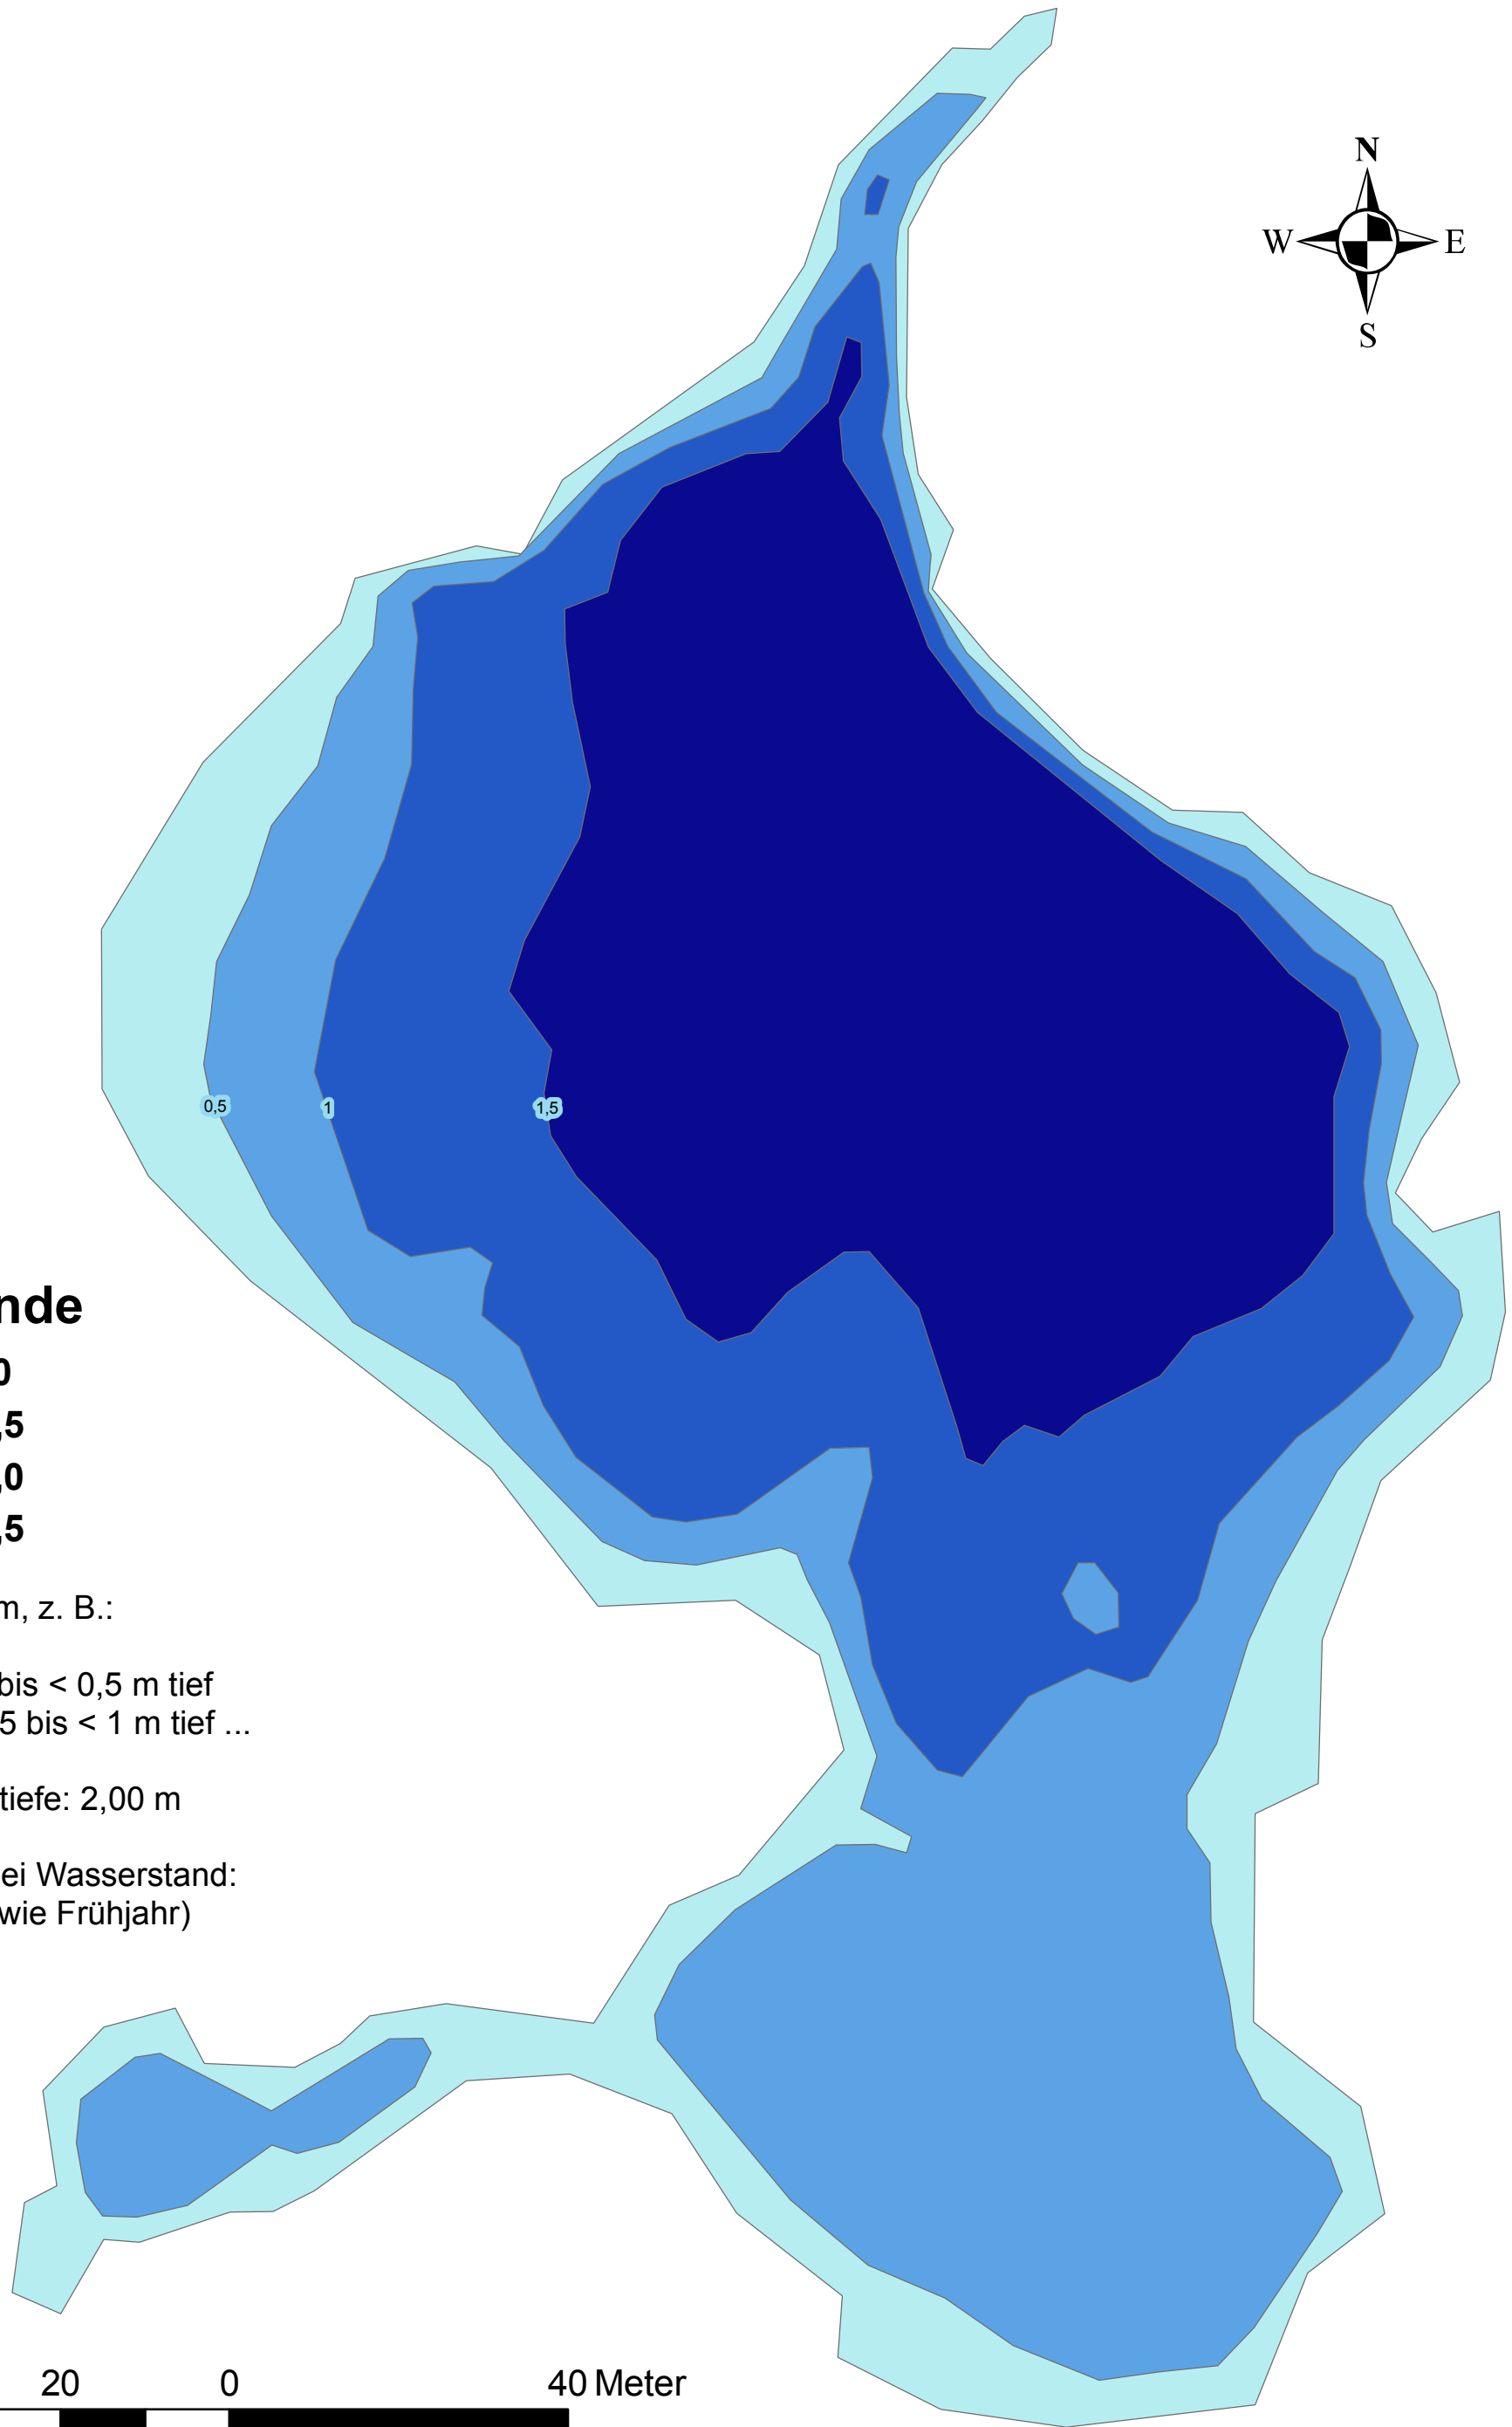 N
W E
S
0,5 1 1,5
nde
0
,5
,0
,5
m, z. B.:
bis < 0,5 m tief
5 bis < 1 m tief ...
tiefe: 2,00 m
ei Wasserstand:
wie Frühjahr)
20 0 40 Meter